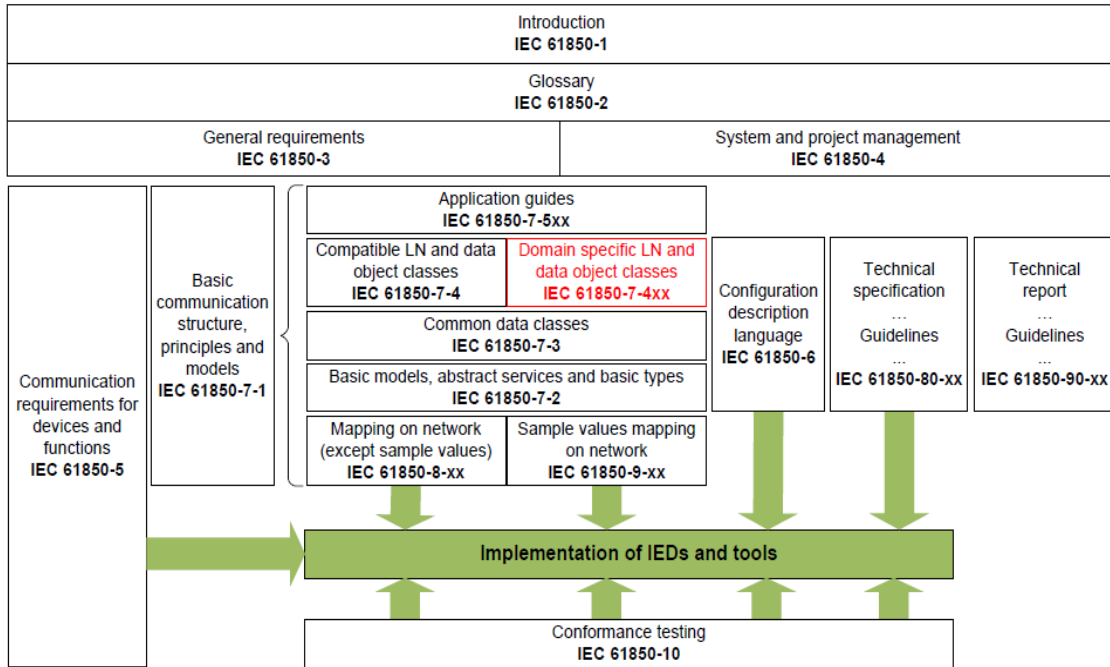 Introduction
IEC 61850-1
Glossary
IEC 61850-2
General requirements
IEC 61850-3
System and project management
IEC 61850-4
Communication
requirements for
devices and
functions
IEC 61850-5
Basic
communication
structure,
principles and
models
IEC 61850-7-1
Application guides
IEC 61850-7-5xx
Compatible LN and data
object classes
IEC 61850-7-4
Domain specific LN and
data object classes
IEC 61850-7-4xx
Common data classes
IEC 61850-7-3
Basic models, abstract services and basic types
IEC 61850-7-2
Mapping on network
(except sample values)
IEC 61850-8-xx
Sample values mapping
on network
IEC 61850-9-xx
Configuration
description
language
IEC 61850-6
Technical
specification
...
Guidelines
...
IEC 61850-80-xx
Technical
report
...
Guidelines
...
IEC 61850-90-xx
Implementation of IEDs and tools
Conformance testing
IEC 61850-10